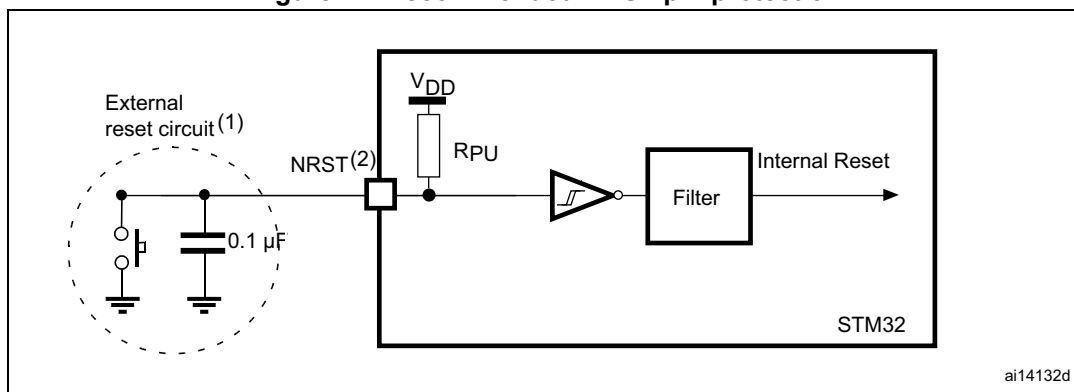 External
reset circuit(1)
NRST(2)
VDD
RPU
0.1 μF
Filter
Internal Reset
STM32
ai14132d